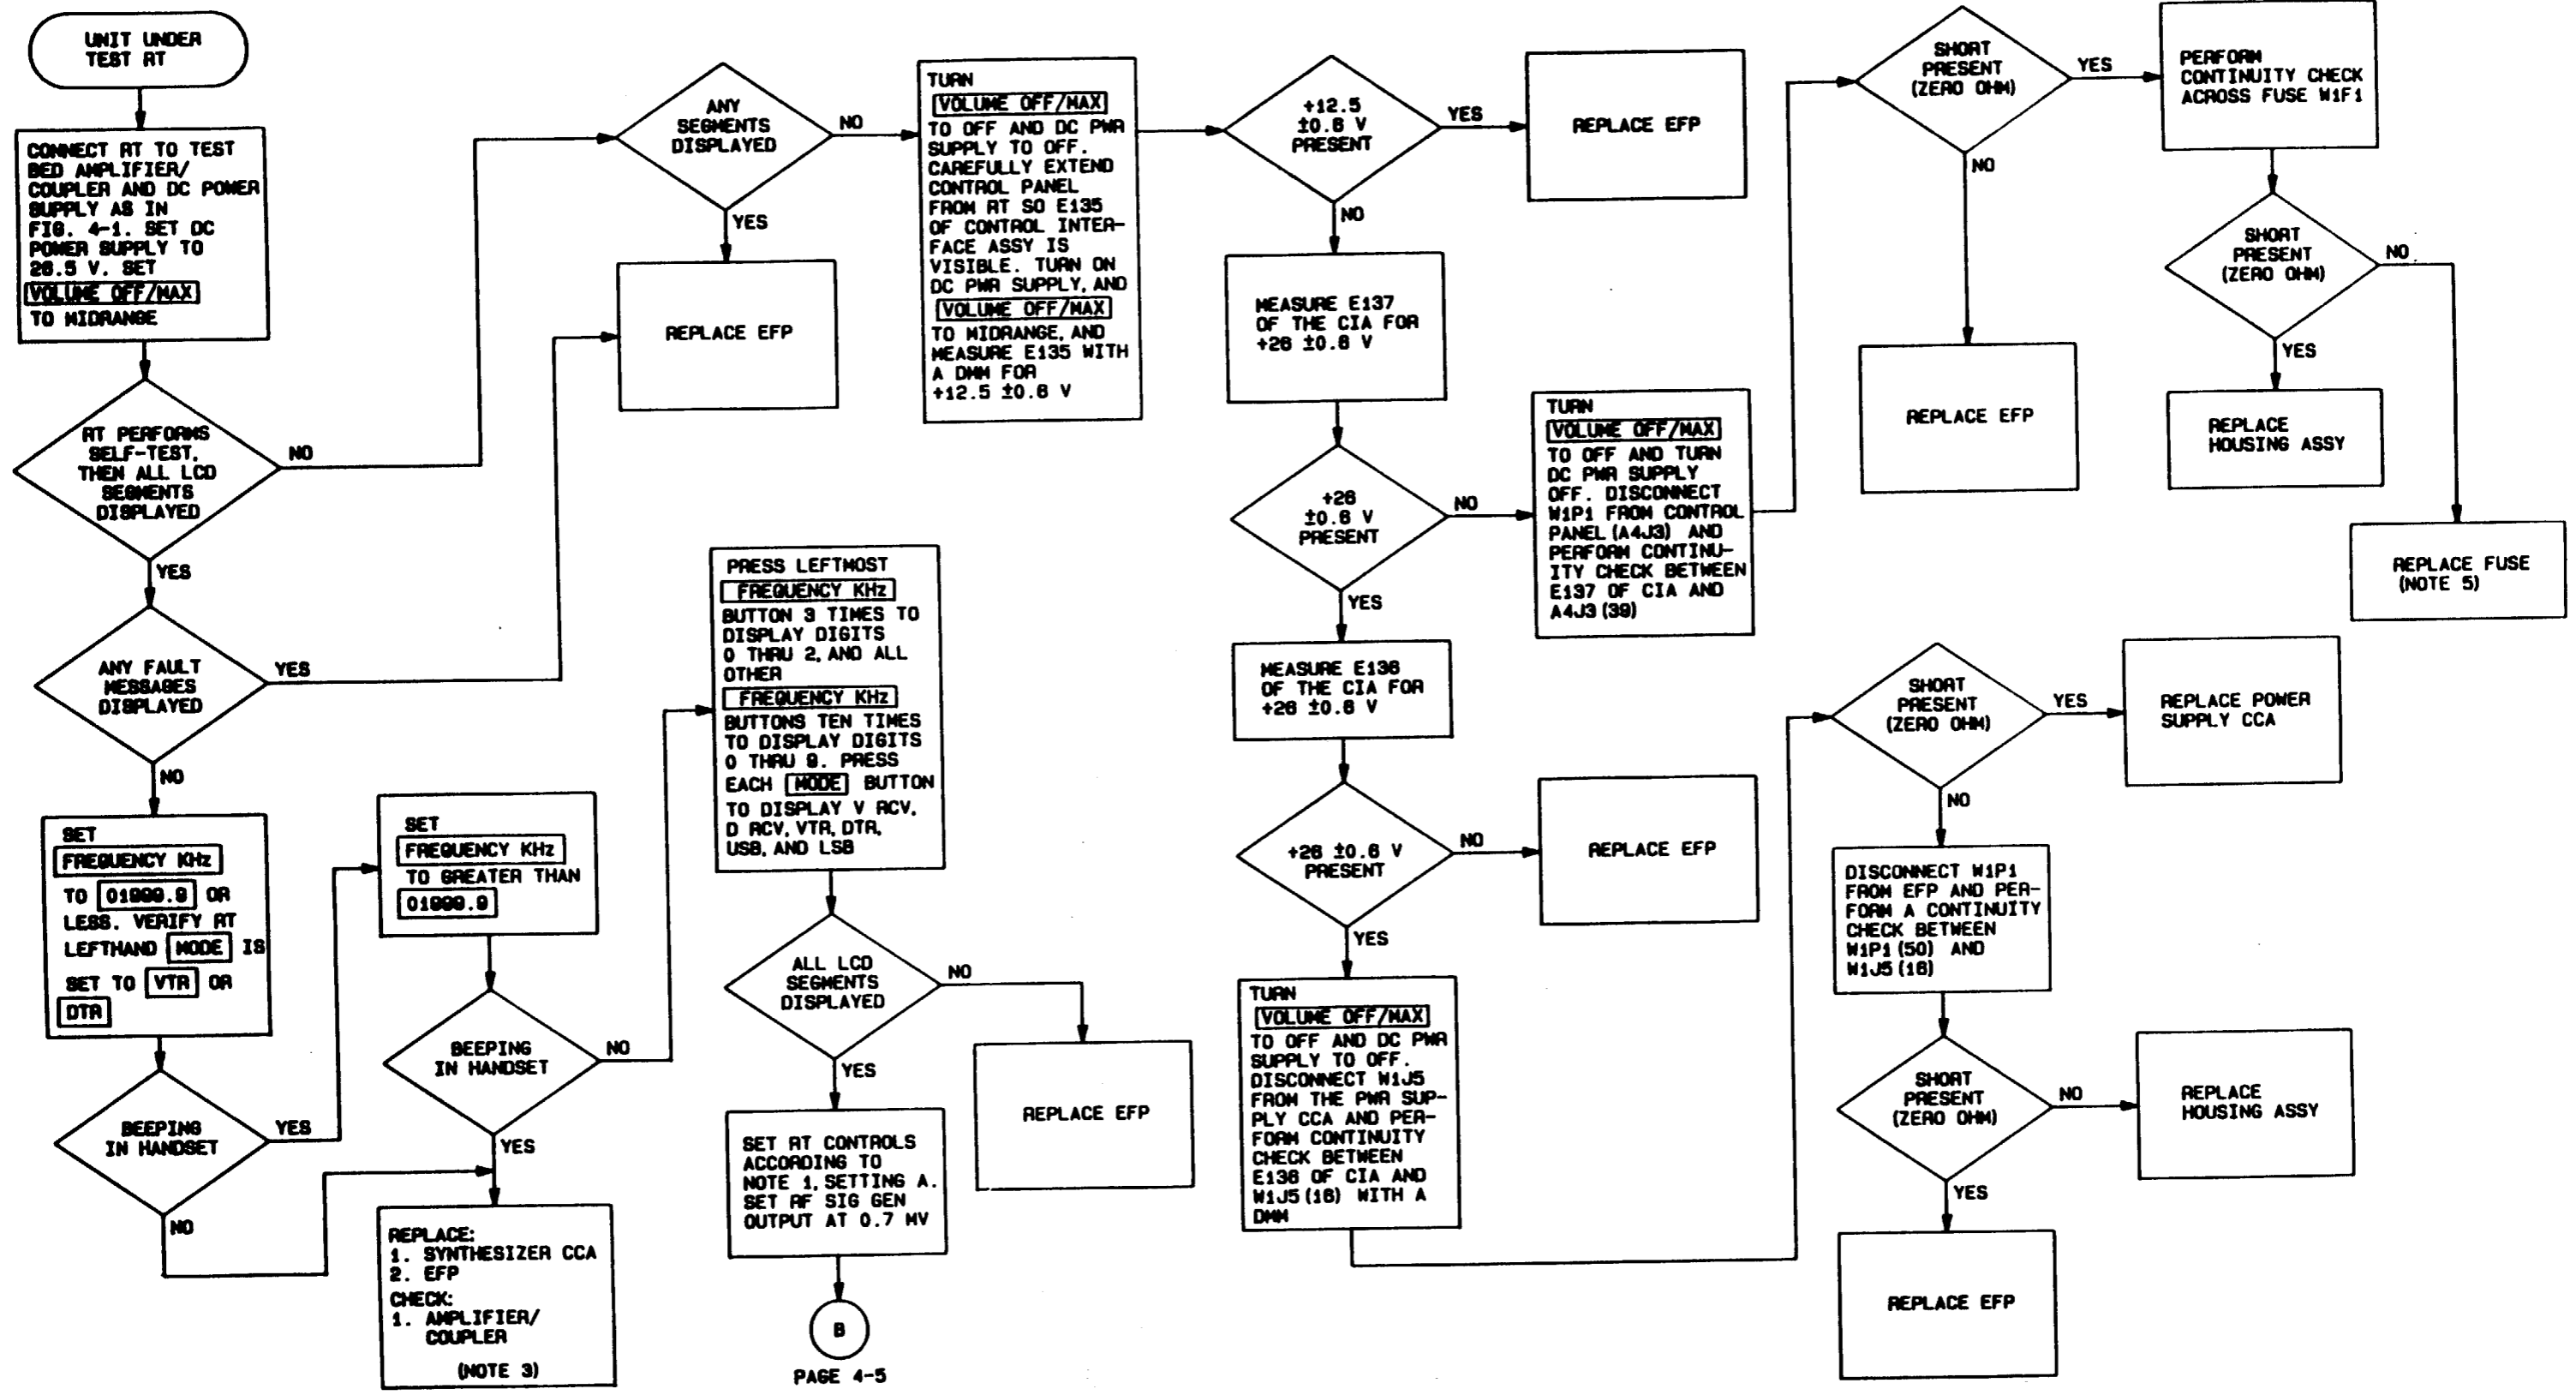 UNIT UNDER
TEST RT
CONNECT RT TO TEST
BED AMPLIFIER/
COUPLER AND DC POWER
SUPPLY AS IN
FIG. 4-1. SET DC
POWER SUPPLY TO
26.5 V. SET
VOLUME OFF/MAX
TO MIDRANGE
RT PERFORMS
SELF-TEST,
THEN ALL LCD
SEGMENTS
DISPLAYED
NO
YES
ANY FAULT
MESSAGES
DISPLAYED
YES
NO
SET
FREQUENCY KHz
TO 01999.9 OR
LESS. VERIFY RT
LEFTHAND MODE IS
SET TO VTR OR
DTR
BEEPING
IN HANDSET
YES
NO
SET
FREQUENCY KHz
TO GREATER THAN
01999.9
BEEPING
IN HANDSET
NO
YES
REPLACE:
1. SYNTHESIZER CCA
2. EFP
CHECK:
1. AMPLIFIER/
COUPLER
(NOTE 3)
ANY
SEGMENTS
DISPLAYED
NO
YES
REPLACE EFP
PRESS LEFTMOST
FREQUENCY KHz
BUTTON 3 TIMES TO
DISPLAY DIGITS
0 THRU 2, AND ALL
OTHER
FREQUENCY KHz
BUTTONS TEN TIMES
TO DISPLAY DIGITS
0 THRU 9. PRESS
EACH MODE BUTTON
TO DISPLAY V RCV,
D RCV, VTR, DTR,
USB, AND LSB
ALL LCD
SEGMENTS
DISPLAYED
NO
YES
REPLACE EFP
SET RT CONTROLS
ACCORDING TO
NOTE 1, SETTING A.
SET RF SIG GEN
OUTPUT AT 0.7 MV
B
PAGE 4-5
TURN
VOLUME OFF/MAX
TO OFF AND DC PWR
SUPPLY TO OFF.
CAREFULLY EXTEND
CONTROL PANEL
FROM RT SO E135
OF CONTROL INTER-
FACE ASSY IS
VISIBLE. TURN ON
DC PWR SUPPLY, AND
VOLUME OFF/MAX
TO MIDRANGE, AND
MEASURE E135 WITH
A DMM FOR
+12.5 ±0.6 V
+12.5
±0.6 V
PRESENT
YES
NO
REPLACE EFP
MEASURE E137
OF THE CIA FOR
+26 ±0.6 V
+26
±0.6 V
PRESENT
NO
YES
TURN
VOLUME OFF/MAX
TO OFF AND TURN
DC PWR SUPPLY
OFF. DISCONNECT
W1P1 FROM CONTROL
PANEL (A4J3) AND
PERFORM CONTINU-
ITY CHECK BETWEEN
E137 OF CIA AND
A4J3 (39)
MEASURE E136
OF THE CIA FOR
+26 ±0.6 V
+26 ±0.6 V
PRESENT
NO
YES
REPLACE EFP
TURN
VOLUME OFF/MAX
TO OFF AND DC PWR
SUPPLY TO OFF.
DISCONNECT W1J5
FROM THE PWR SUP-
PLY CCA AND PER-
FORM CONTINUITY
CHECK BETWEEN
E136 OF CIA AND
W1J5 (16) WITH A
DMM
SHORT
PRESENT
(ZERO OHM)
YES
NO
REPLACE EFP
PERFORM
CONTINUITY CHECK
ACROSS FUSE W1F1
SHORT
PRESENT
(ZERO OHM)
NO
YES
REPLACE
HOUSING ASSY
REPLACE FUSE
(NOTE 5)
SHORT
PRESENT
(ZERO OHM)
YES
NO
REPLACE POWER
SUPPLY CCA
DISCONNECT W1P1
FROM EFP AND PER-
FORM A CONTINUITY
CHECK BETWEEN
W1P1 (50) AND
W1J5 (16)
SHORT
PRESENT
(ZERO OHM)
NO
YES
REPLACE
HOUSING ASSY
REPLACE EFP